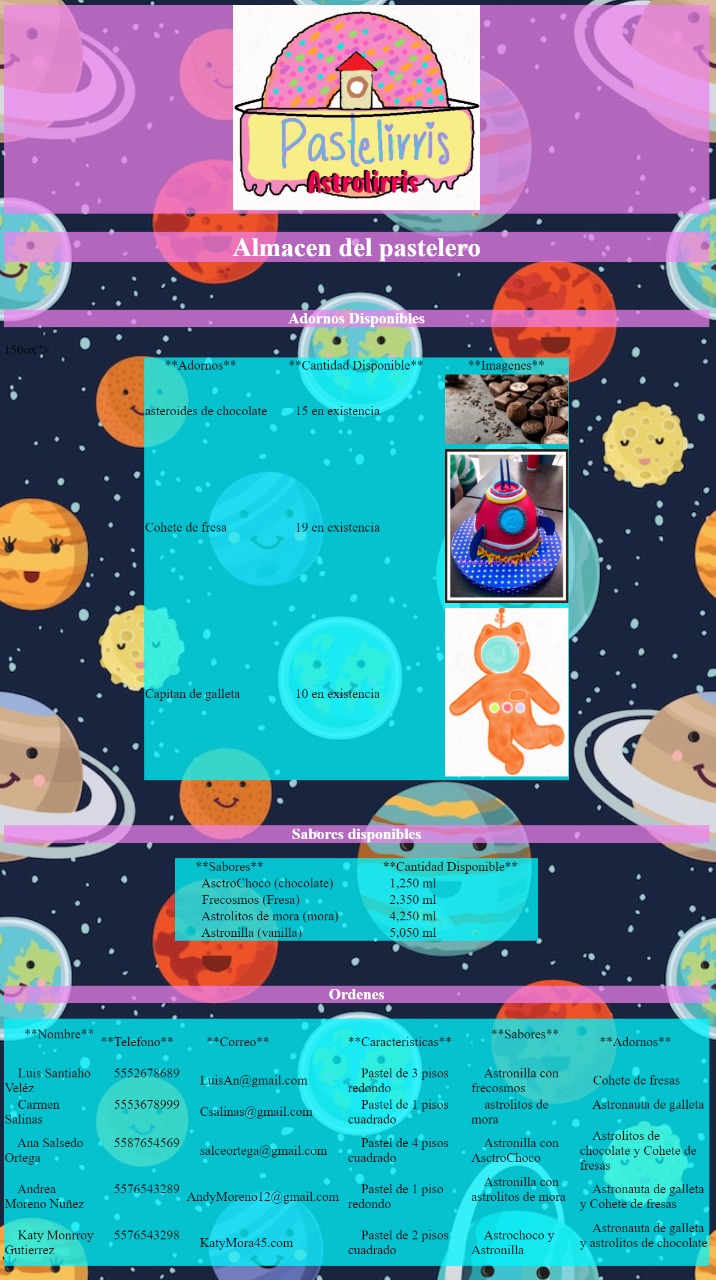 Pastelirris
Astrolirris
Almacen del pastelero
Adornos Disponibles
150ox">
**Adornos** **Cantidad Disponible** **Imagenes**
asteroides de chocolate 15 en existencia
Cohete de fresa 19 en existencia
Capitan de galleta 10 en existencia
Sabores disponibles
**Sabores** **Cantidad Disponible**
AsctroChoco (chocolate) 1,250 ml
Frecosmos (Fresa) 2,350 ml
Astrolitos de mora (mora) 4,250 ml
Astronilla (vanilla) 5,050 ml
Ordenes
**Nombre** **Telefono** **Correo** **Caracteristicas** **Sabores** **Adornos**
Luis Santiaho 5552678689 LuisAn@gmail.com Pastel de 3 pisos Astronilla con Cohete de fresas
Veléz redondo frecosmos
Carmen 5553678999 Csalinas@gmail.com Pastel de 1 pisos astrolitos de Astronauta de galleta
Salinas cuadrado mora
Ana Salsedo 5587654569 salceortega@gmail.com Pastel de 4 pisos Astronilla con Astrolitos de
Ortega cuadrado AsctroChoco chocolate y Cohete de
fresas
Andrea 5576543289 AndyMoreno12@gmail.com Pastel de 1 piso Astronilla con Astronauta de galleta
Moreno Nuñez redondo astrolitos de mora y Cohete de fresas
Katy Monrroy 5576543298 KatyMora45.com Pastel de 2 pisos Astrochoco y Astronauta de galleta
Gutierrez cuadrado Astronilla y astrolitos de chocolate